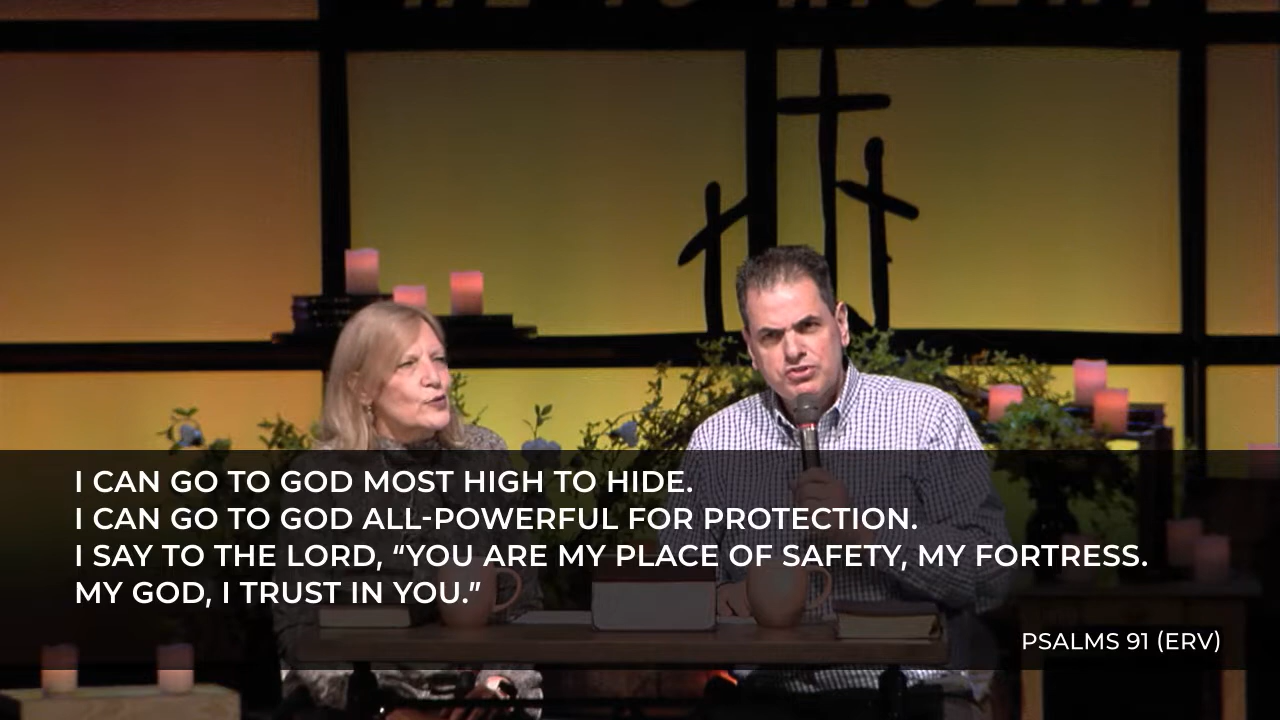 I CAN GO TO GOD MOST HIGH TO HIDE.
I CAN GO TO GOD ALL-POWERFUL FOR PROTECTION.
I SAY TO THE LORD, “YOU ARE MY PLACE OF SAFETY, MY FORTRESS.
MY GOD, I TRUST IN YOU.”
PSALMS 91 (ERV)